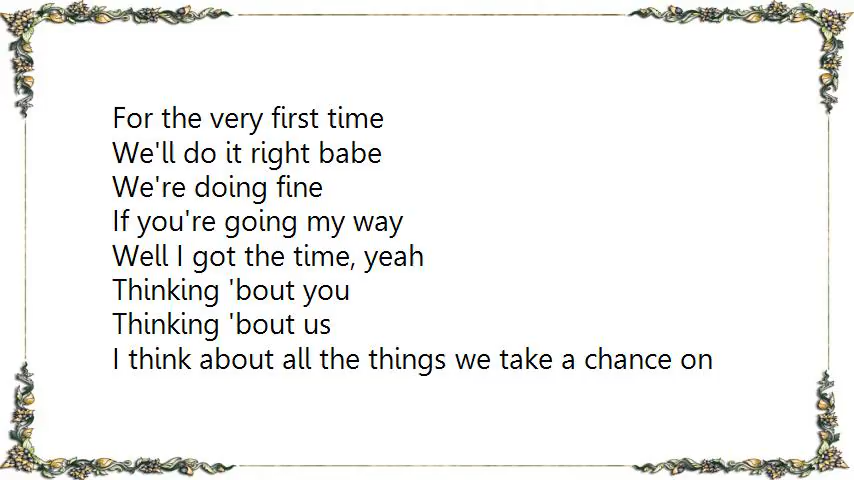 For the very first time
We'll do it right babe
We're doing fine
If you're going my way
Well I got the time, yeah
Thinking 'bout you
Thinking 'bout us
I think about all the things we take a chance on